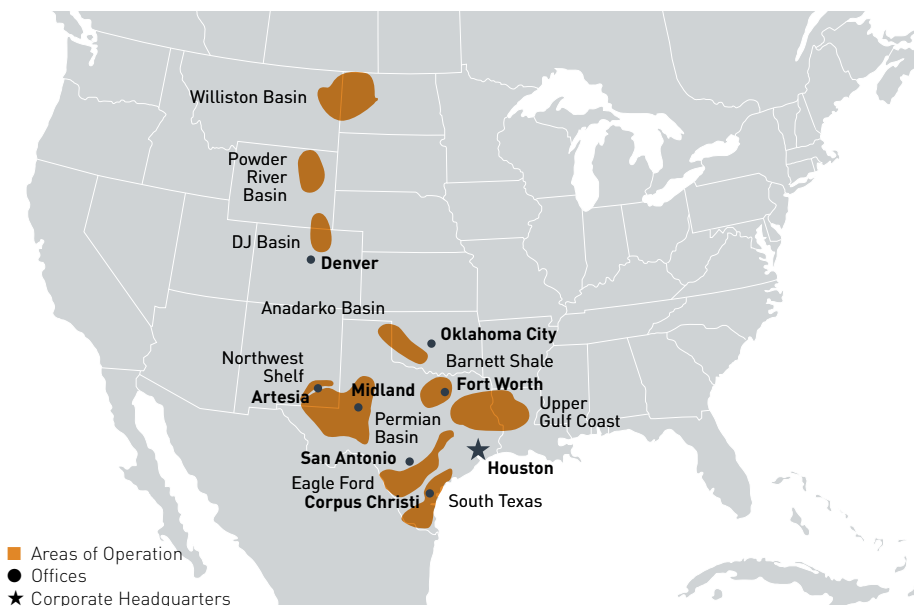 Williston Basin
Powder
River
Basin
DJ Basin
Denver
Anadarko Basin
Oklahoma City
Barnett Shale
Northwest
Shelf
Artesia
Midland
Fort Worth
Permian
Basin
Upper
Gulf Coast
San Antonio
Houston
Eagle Ford
Corpus Christi
South Texas
Areas of Operation
Offices
Corporate Headquarters